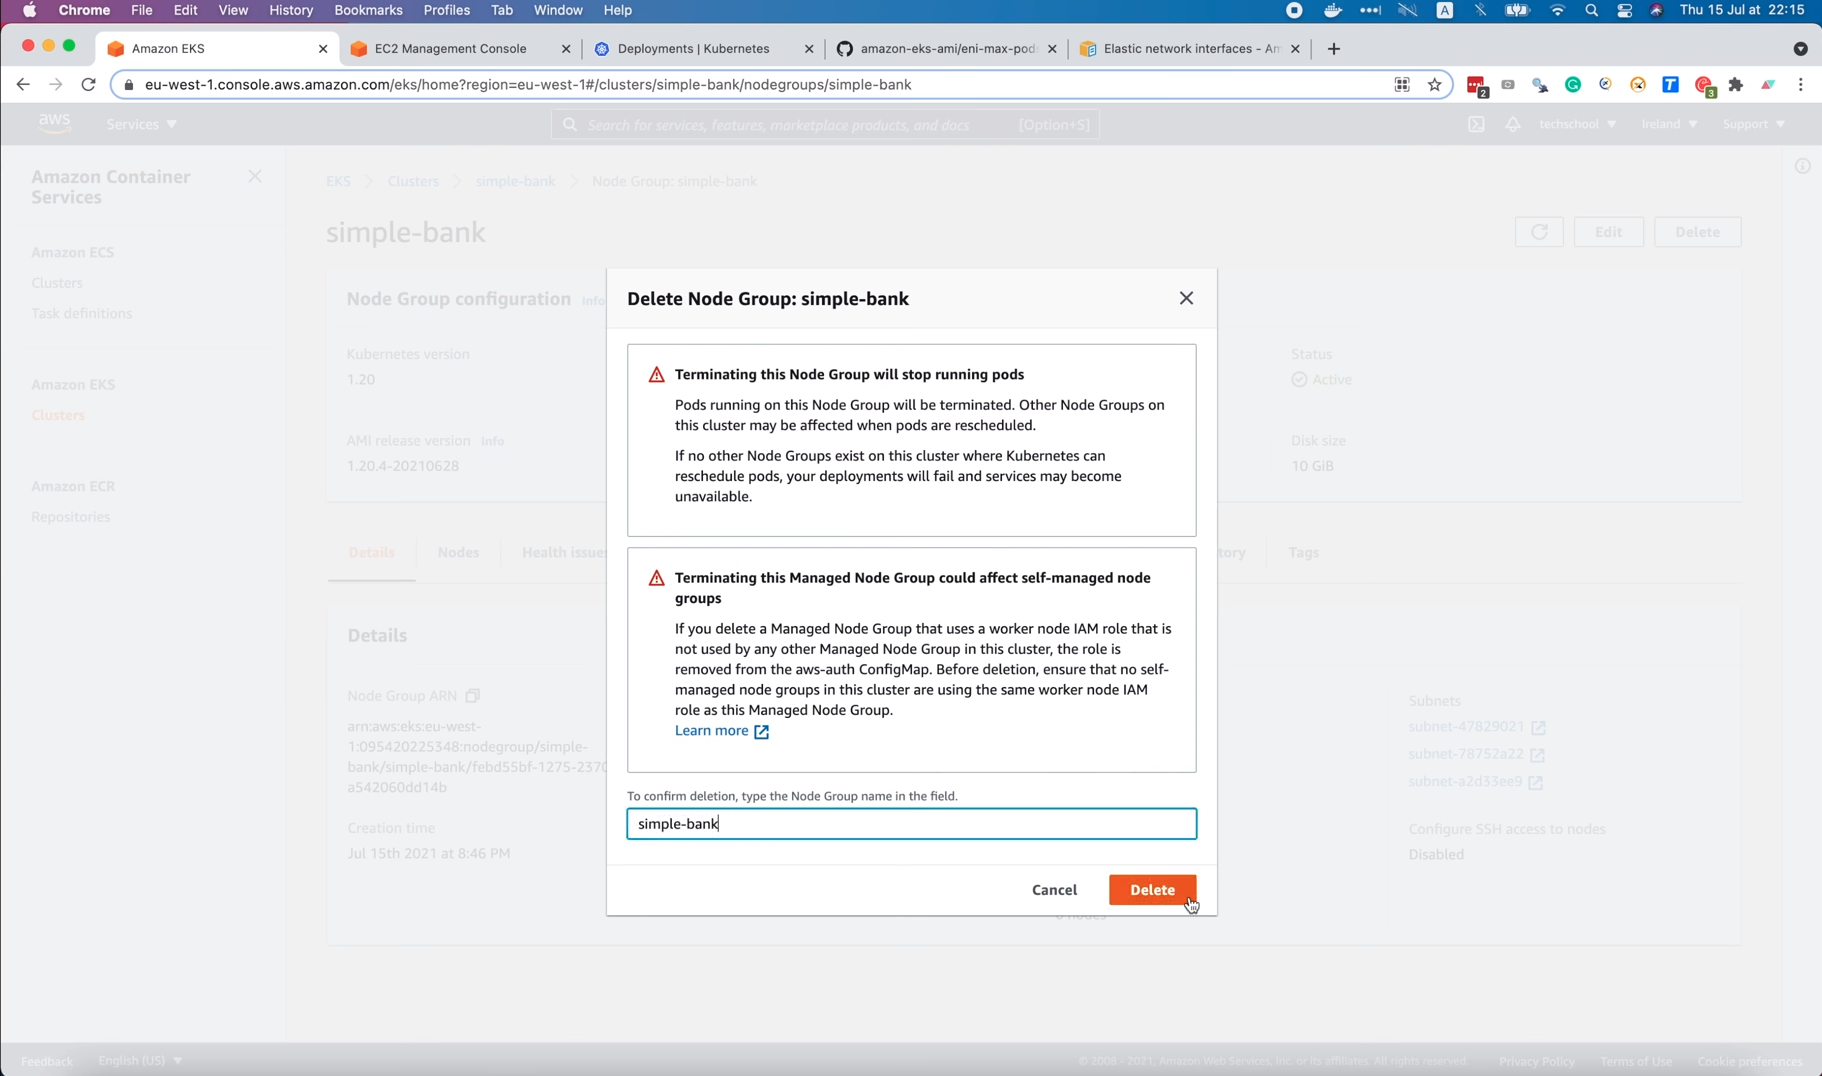 Chrome File Edit View History Bookmarks Profiles Tab Window Help A Thu 15 Jul at 22:15
Amazon EKS EC2 Management Console Deployments | Kubernetes amazon-eks-ami/eni-max-pods Elastic network interfaces - Am
eu-west-1.console.aws.amazon.com/eks/home?region=eu-west-1#/clusters/simple-bank/nodegroups/simple-bank 2 T 3
aws Services Search for services, features, marketplace products, and docs [Option+S] techschool Ireland Support
Amazon Container
Services
Amazon ECS
Clusters
Task definitions
Amazon EKS
Clusters
Amazon ECR
Repositories
EKS Clusters simple-bank Node Group: simple-bank
simple-bank
Edit Delete
Node Group configuration Info
Kubernetes version
1.20
Status
Active
AMI release version Info
1.20.4-20210628
Disk size
10 GiB
Details Nodes Health issues tory Tags
Details
Node Group ARN
arn:aws:eks:eu-west-
1:095420225348:nodegroup/simple-
bank/simple-bank/febd55bf-1275-2370
a542060dd14b
Creation time
Jul 15th 2021 at 8:46 PM
Subnets
subnet-47829021
subnet-78752a22
subnet-a2d33ee9
Configure SSH access to nodes
Disabled
Delete Node Group: simple-bank
Terminating this Node Group will stop running pods
Pods running on this Node Group will be terminated. Other Node Groups on
this cluster may be affected when pods are rescheduled.
If no other Node Groups exist on this cluster where Kubernetes can
reschedule pods, your deployments will fail and services may become
unavailable.
Terminating this Managed Node Group could affect self-managed node
groups
If you delete a Managed Node Group that uses a worker node IAM role that is
not used by any other Managed Node Group in this cluster, the role is
removed from the aws-auth ConfigMap. Before deletion, ensure that no self-
managed node groups in this cluster are using the same worker node IAM
role as this Managed Node Group.
Learn more
To confirm deletion, type the Node Group name in the field.
simple-bank
Cancel Delete
Feedback English (US) © 2008 - 2021, Amazon Web Services, Inc. or its affiliates. All rights reserved. Privacy Policy Terms of Use Cookie preferences